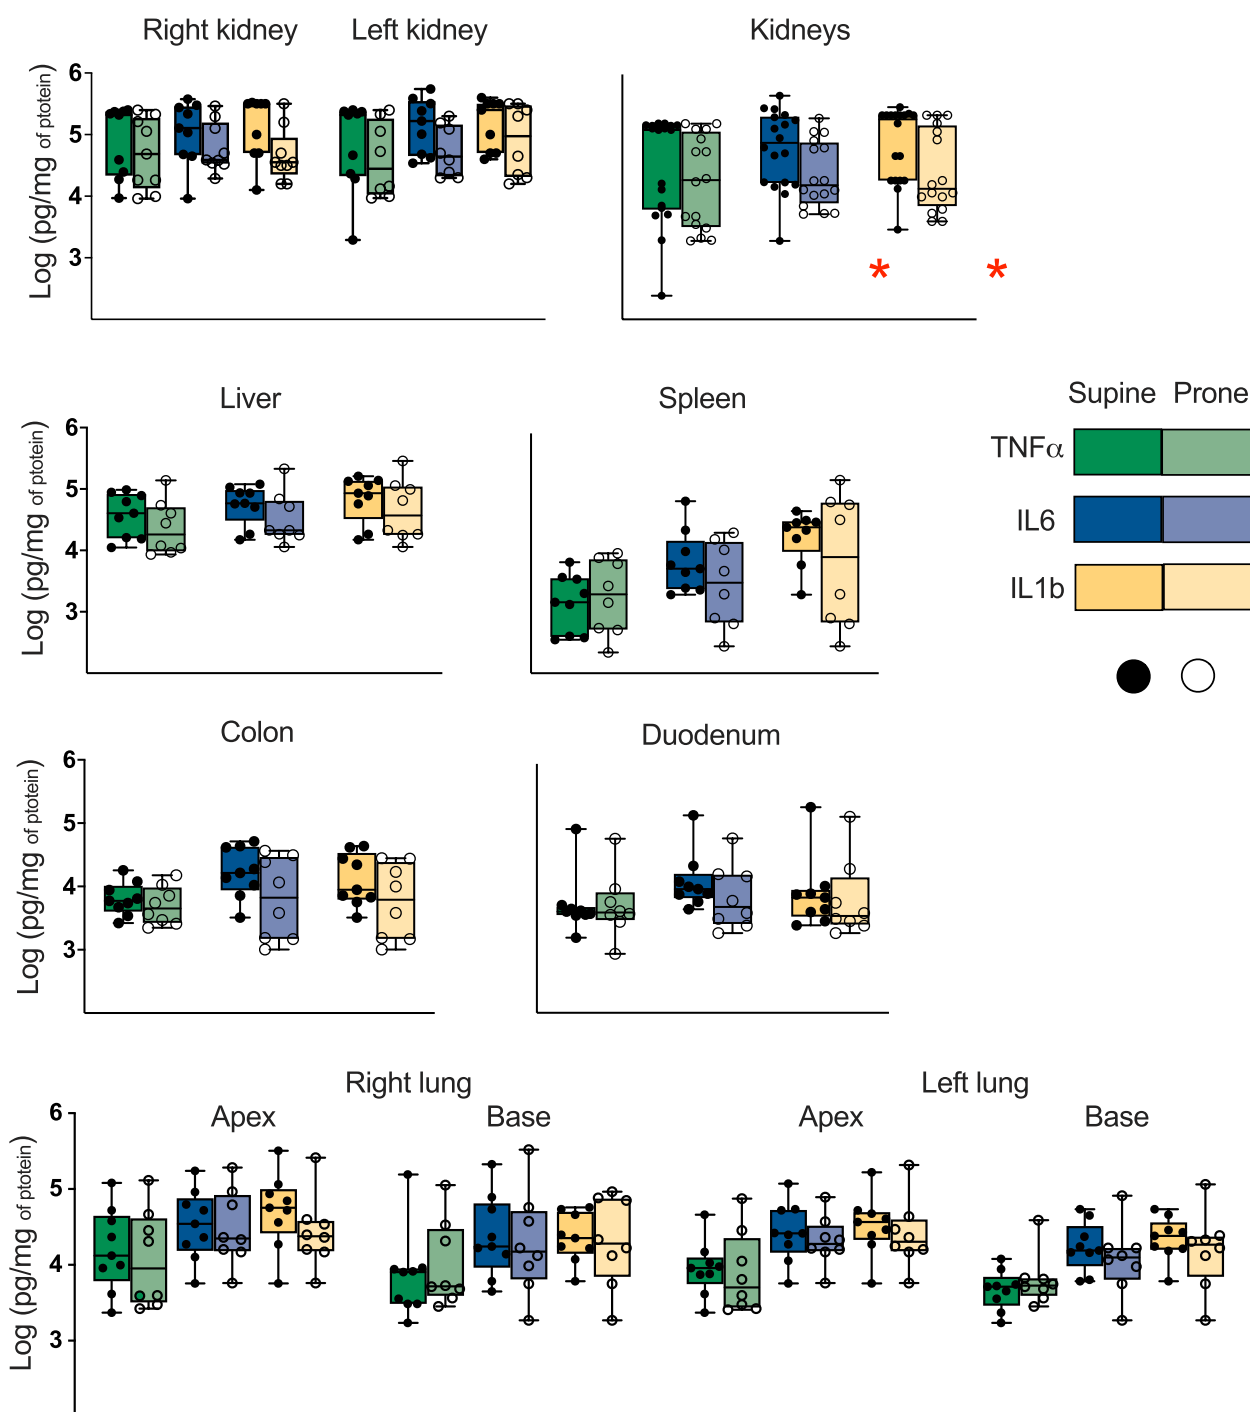 Right kidney Left kidney Kidneys
Log (pg/mg of ptotein)
6
5
4
3
* *
Liver Spleen
Log (pg/mg of ptotein)
6
5
4
3
Supine Prone
TNFα
IL6
IL1b
Colon Duodenum
Log (pg/mg of ptotein)
6
5
4
3
Right lung Left lung
Apex Base Apex Base
Log (pg/mg of ptotein)
6
5
4
3